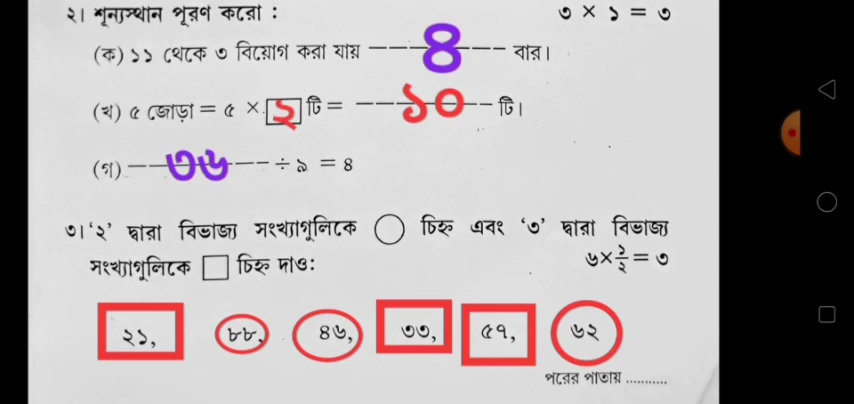 ২। শূন্যস্থান পূরণ করো : ৩ × ১ = ৩
(ক) ১১ থেকে ৩ বিয়োগ করা যায় ---৪--- বার।
(খ) ৫ জোড়া = ৫ × ২ টি = ---১০--- টি।
(গ) ---৩৬--- ÷ ৯ = ৪
৩। ‘২’ দ্বারা বিভাজ্য সংখ্যাগুলিকে ◯ চিহ্ন এবং ‘৩’ দ্বারা বিভাজ্য
সংখ্যাগুলিকে □ চিহ্ন দাও: ৬×১/২ = ৩
২১, ৮৮, ৪৬, ৩৩, ৫৭, ৬২
পরের পাতায় ...........